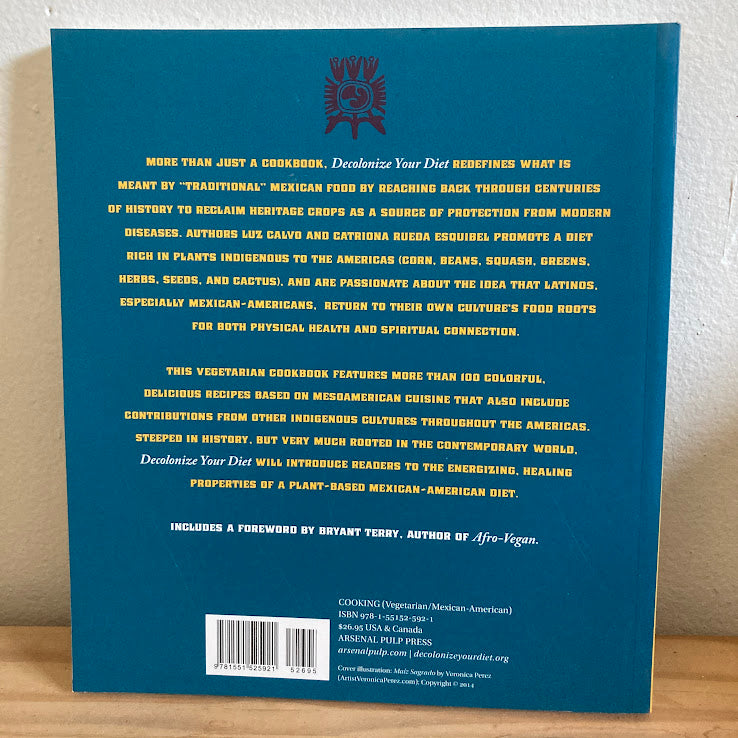 MORE THAN JUST A COOKBOOK, Decolonize Your Diet REDEFINES WHAT IS
MEANT BY "TRADITIONAL" MEXICAN FOOD BY REACHING BACK THROUGH CENTURIES
OF HISTORY TO RECLAIM HERITAGE CROPS AS A SOURCE OF PROTECTION FROM MODERN
DISEASES. AUTHORS LUZ CALVO AND CATRIONA RUEDA ESQUIBEL PROMOTE A DIET
RICH IN PLANTS INDIGENOUS TO THE AMERICAS (CORN, BEANS, SQUASH, GREENS,
HERBS, SEEDS, AND CACTUS), AND ARE PASSIONATE ABOUT THE IDEA THAT LATINOS,
ESPECIALLY MEXICAN-AMERICANS, RETURN TO THEIR OWN CULTURE'S FOOD ROOTS
FOR BOTH PHYSICAL HEALTH AND SPIRITUAL CONNECTION.
THIS VEGETARIAN COOKBOOK FEATURES MORE THAN 100 COLORFUL,
DELICIOUS RECIPES BASED ON MESOAMERICAN CUISINE THAT ALSO INCLUDE
CONTRIBUTIONS FROM OTHER INDIGENOUS CULTURES THROUGHOUT THE AMERICAS.
STEEPED IN HISTORY, BUT VERY MUCH ROOTED IN THE CONTEMPORARY WORLD,
Decolonize Your Diet WILL INTRODUCE READERS TO THE ENERGIZING, HEALING
PROPERTIES OF A PLANT-BASED MEXICAN-AMERICAN DIET.
INCLUDES A FOREWORD BY BRYANT TERRY, AUTHOR OF Afro-Vegan.
COOKING (Vegetarian/Mexican-American)
ISBN 978-1-55152-592-1
$26.95 USA & Canada
ARSENAL PULP PRESS
arsenalpulp.com | decolonizeyourdiet.org
Cover illustration: Maíz Sagrado by Veronica Perez
(ArtistVeronicaPerez.com); Copyright © 2014
9 781551 525921
52695